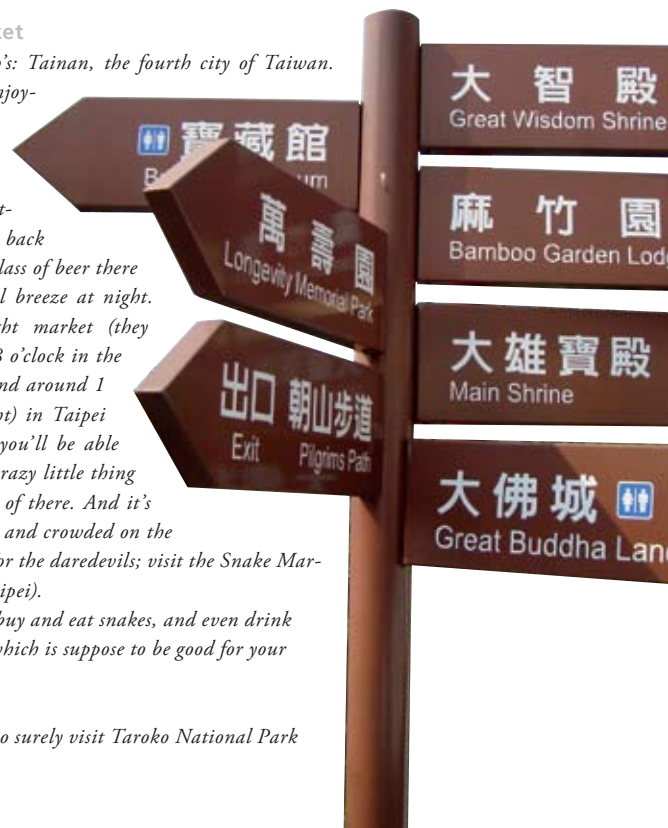 ket
’s: Tainan, the fourth city of Taiwan.
njoy-
t-
back
lass of beer there
l breeze at night.
ht market (they
8 o’clock in the
nd around 1
ht) in Taipei
you’ll be able
razy little thing
of there. And it’s
and crowded on the
or the daredevils; visit the Snake Mar-
ipei).
buy and eat snakes, and even drink
which is suppose to be good for your
o surely visit Taroko National Park
寶藏館
萬壽園
Longevity Memorial Park
出口 朝山步道
Exit Pilgrims Path
大智殿
Great Wisdom Shrine
麻竹園
Bamboo Garden Lod
大雄寶殿
Main Shrine
大佛城
Great Buddha Lan